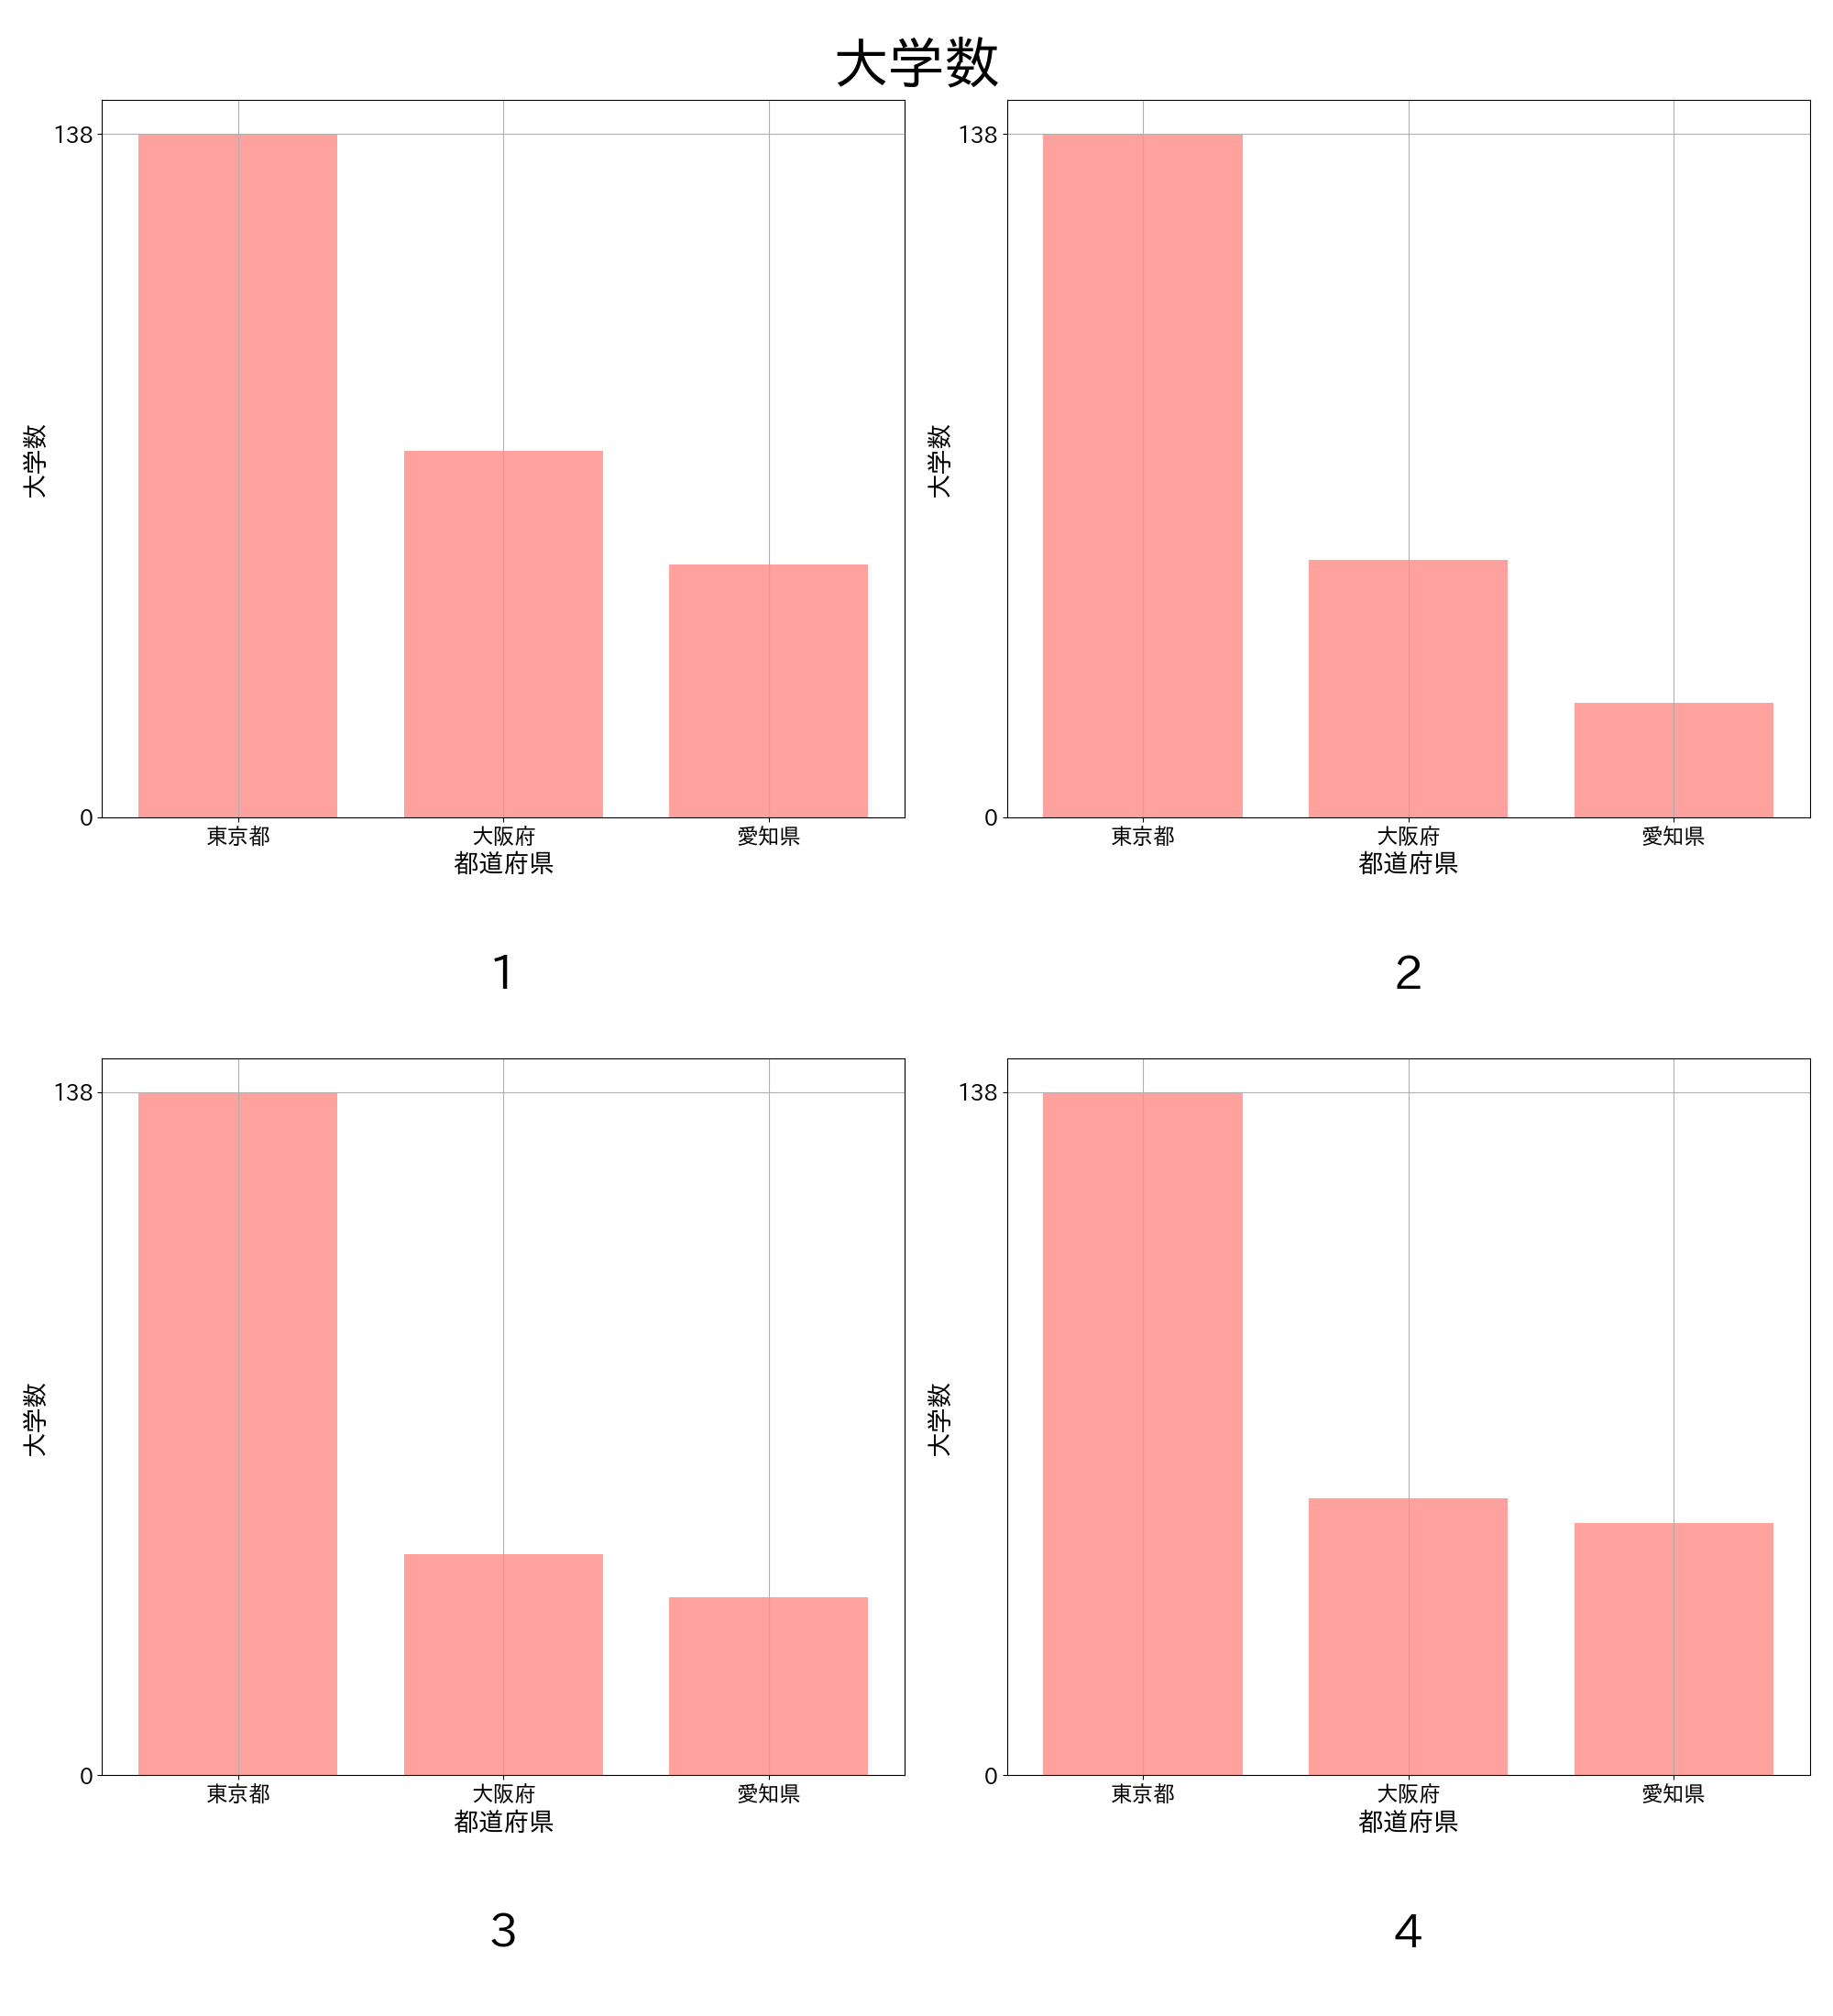 大学数
138
0
大学数
東京都 大阪府 愛知県
都道府県
1
138
0
大学数
東京都 大阪府 愛知県
都道府県
2
138
0
大学数
東京都 大阪府 愛知県
都道府県
3
138
0
大学数
東京都 大阪府 愛知県
都道府県
4